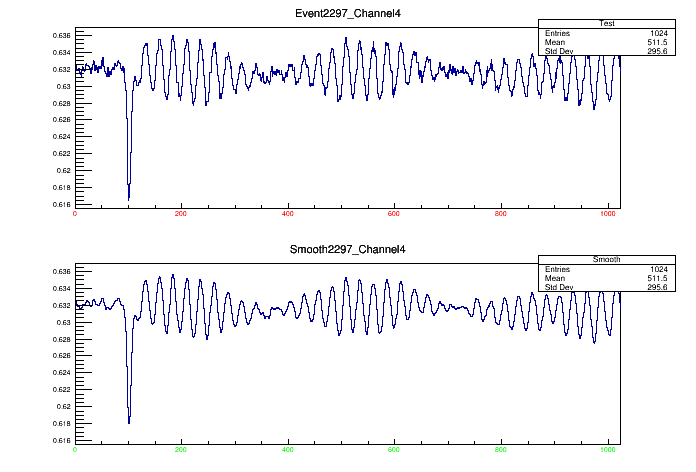 Event2297_Channel4
Test
Entries 1024
Mean 511.5
Std Dev 295.6
0.636
0.634
0.632
0.63
0.628
0.626
0.624
0.622
0.62
0.618
0.616
0 200 400 600 800 1000
Smooth2297_Channel4
Smooth
Entries 1024
Mean 511.5
Std Dev 295.6
0.636
0.634
0.632
0.63
0.628
0.626
0.624
0.622
0.62
0.618
0.616
0 200 400 600 800 1000